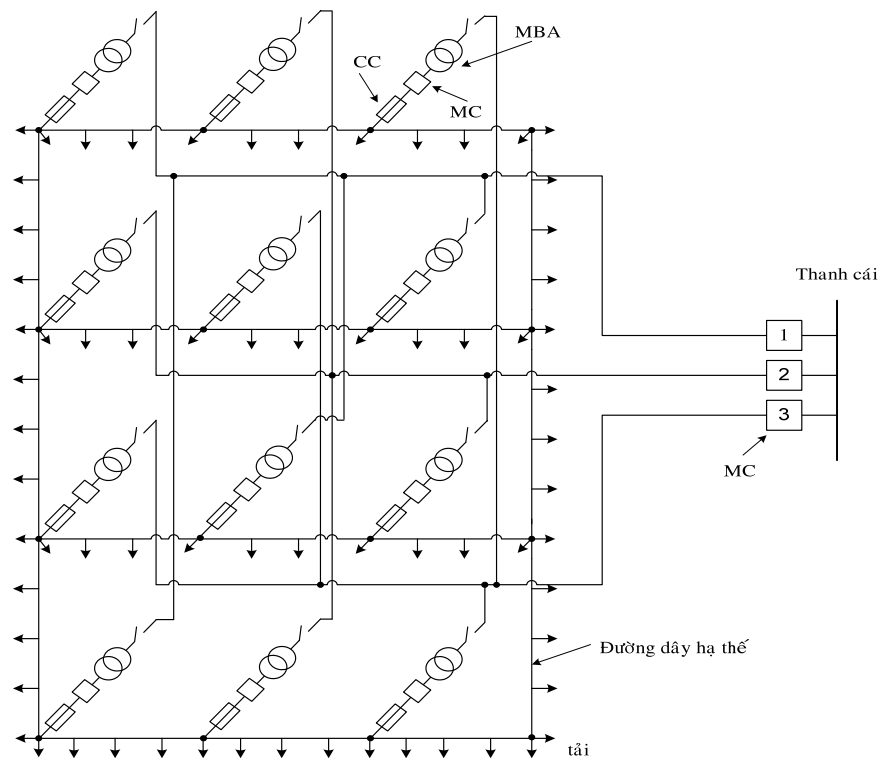 MBA
CC
MC
Thanh cái
1
2
3
MC
Đường dây hạ thế
tải